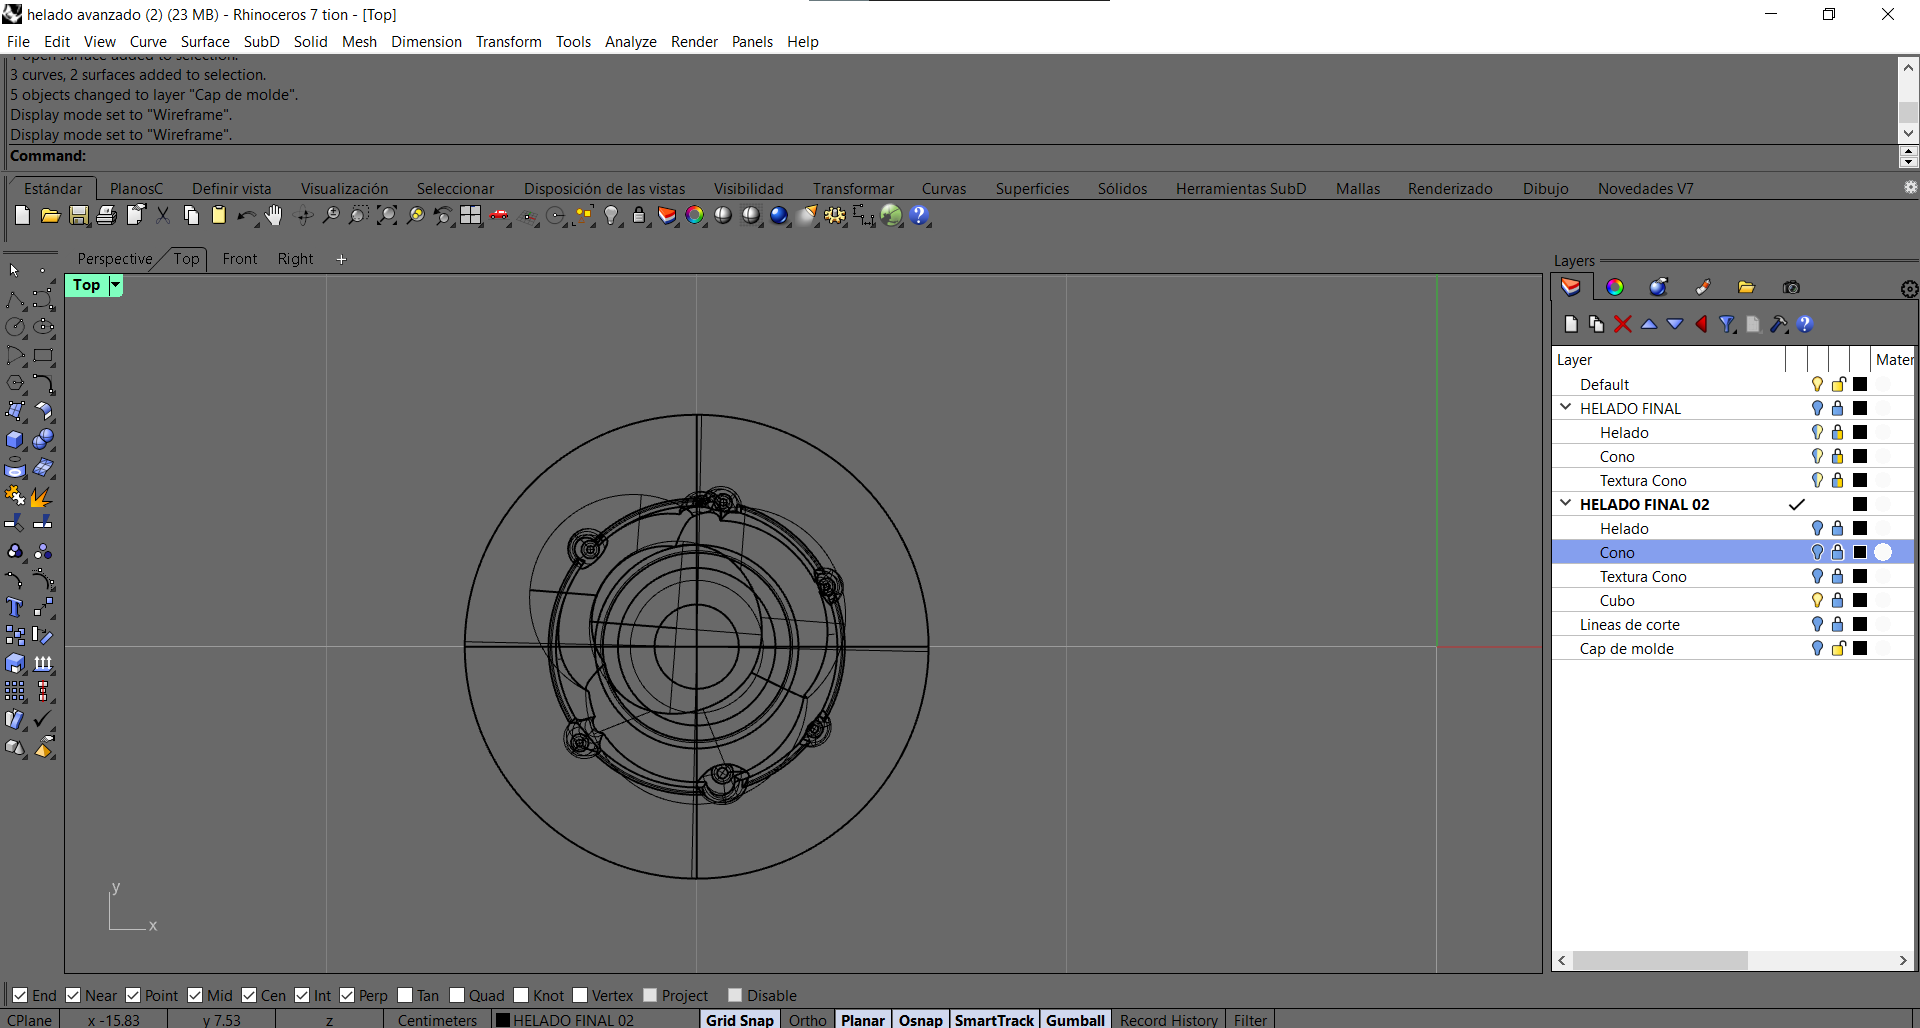 helado avanzado (2) (23 MB) - Rhinoceros 7 tion - [Top]
File Edit View Curve Surface SubD Solid Mesh Dimension Transform Tools Analyze Render Panels Help
1 open surface added to selection.
3 curves, 2 surfaces added to selection.
5 objects changed to layer "Cap de molde".
Display mode set to "Wireframe".
Display mode set to "Wireframe".
Command:
Estándar PlanosC Definir vista Visualización Seleccionar Disposición de las vistas Visibilidad Transformar Curvas Superficies Sólidos Herramientas SubD Mallas Renderizado Dibujo Novedades V7
Perspective Top Front Right +
Top
y
x
Layers
Layer Mater
Default
HELADO FINAL
Helado
Cono
Textura Cono
HELADO FINAL 02
Helado
Cono
Textura Cono
Cubo
Lineas de corte
Cap de molde
End Near Point Mid Cen Int Perp Tan Quad Knot Vertex Project Disable
CPlane x -15.83 y 7.53 z Centimeters HELADO FINAL 02 Grid Snap Ortho Planar Osnap SmartTrack Gumball Record History Filter